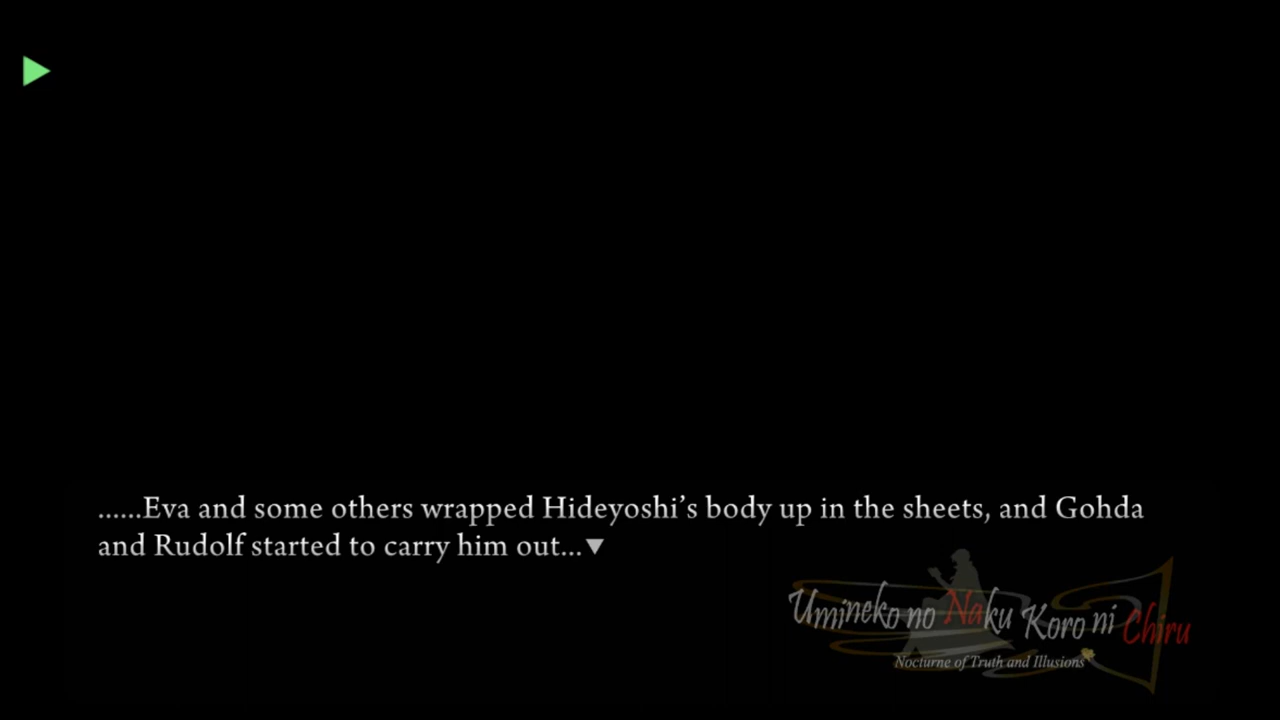 ......Eva and some others wrapped Hideyoshi’s body up in the sheets, and Gohda
and Rudolf started to carry him out...
Umineko no Naku Koro ni Chiru
Nocturne of Truth and Illusions